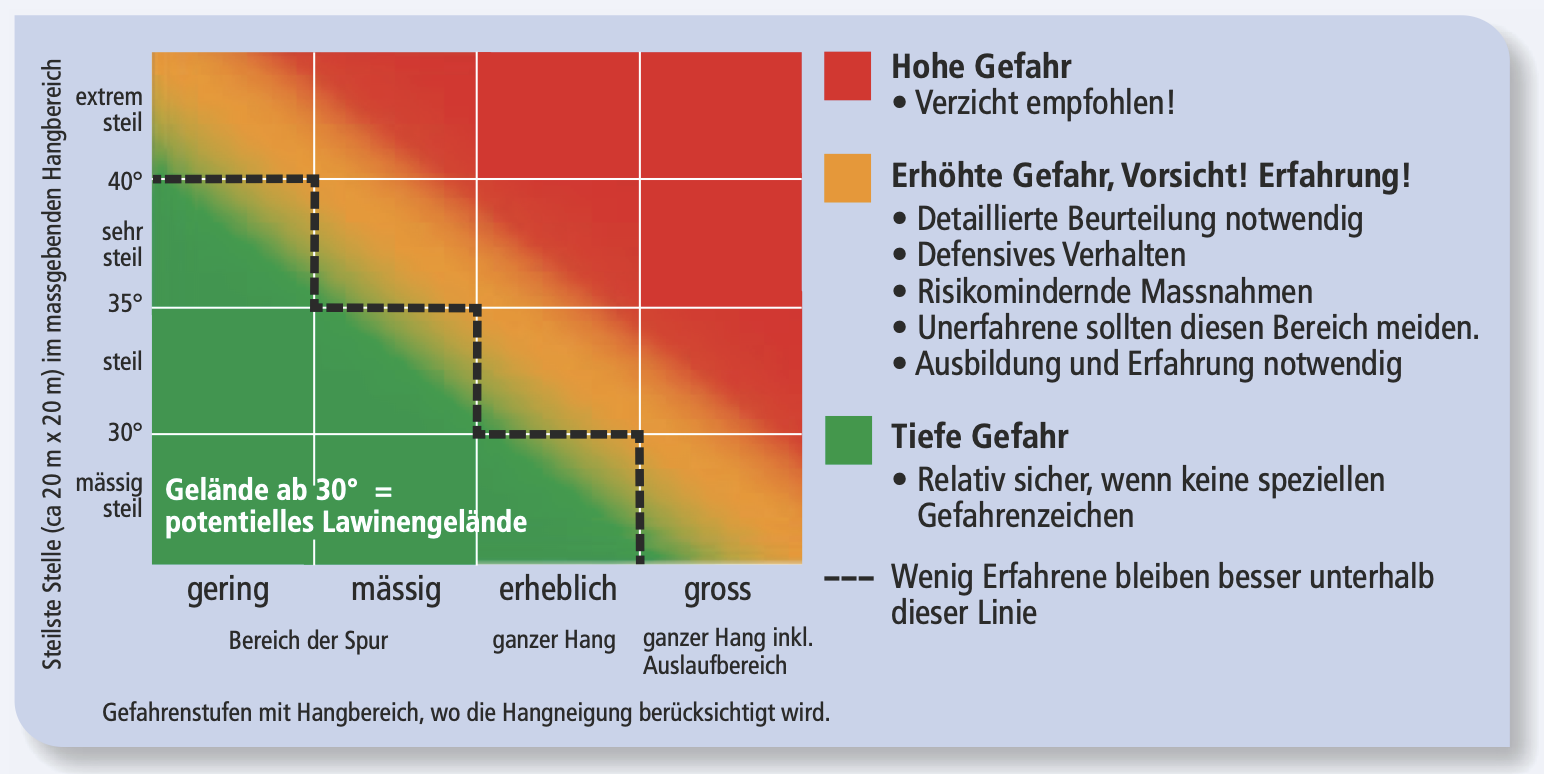 Steilste Stelle (ca 20 m x 20 m) im massgebenden Hangbereich
extrem
steil
40°
sehr
steil
35°
steil
30°
mässig
steil
Gelände ab 30° =
potentielles Lawinengelände
gering
mässig
erheblich
gross
Bereich der Spur
ganzer Hang
ganzer Hang inkl.
Auslaufbereich
Gefahrenstufen mit Hangbereich, wo die Hangneigung berücksichtigt wird.
Hohe Gefahr
• Verzicht empfohlen!
Erhöhte Gefahr, Vorsicht! Erfahrung!
• Detaillierte Beurteilung notwendig
• Defensives Verhalten
• Risikomindernde Massnahmen
• Unerfahrene sollten diesen Bereich meiden.
• Ausbildung und Erfahrung notwendig
Tiefe Gefahr
• Relativ sicher, wenn keine speziellen
Gefahrenzeichen
Wenig Erfahrene bleiben besser unterhalb
dieser Linie